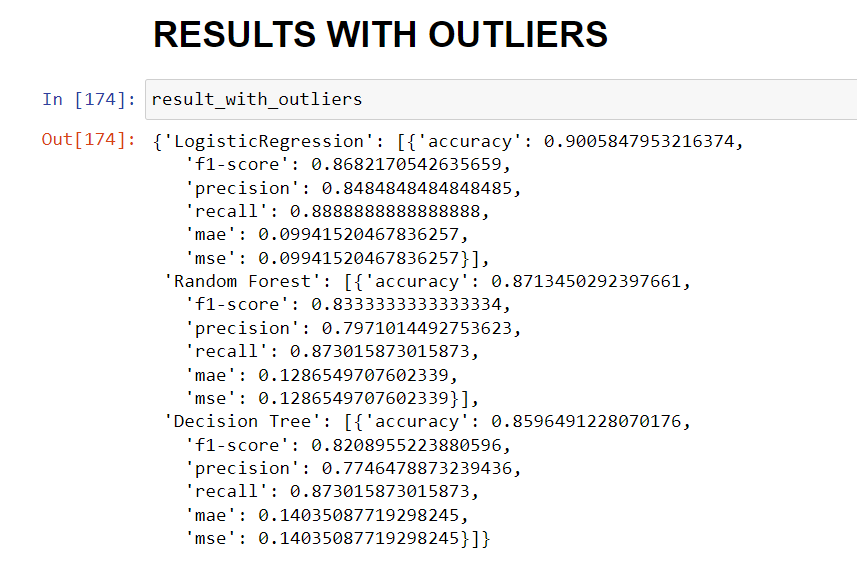 RESULTS WITH OUTLIERS
In [174]: result_with_outliers
Out[174]: {'LogisticRegression': [{'accuracy': 0.9005847953216374,
'f1-score': 0.8682170542635659,
'precision': 0.8484848484848485,
'recall': 0.8888888888888888,
'mae': 0.09941520467836257,
'mse': 0.09941520467836257}],
'Random Forest': [{'accuracy': 0.8713450292397661,
'f1-score': 0.8333333333333334,
'precision': 0.7971014492753623,
'recall': 0.873015873015873,
'mae': 0.1286549707602339,
'mse': 0.1286549707602339}],
'Decision Tree': [{'accuracy': 0.8596491228070176,
'f1-score': 0.8208955223880596,
'precision': 0.7746478873239436,
'recall': 0.873015873015873,
'mae': 0.14035087719298245,
'mse': 0.14035087719298245}]}